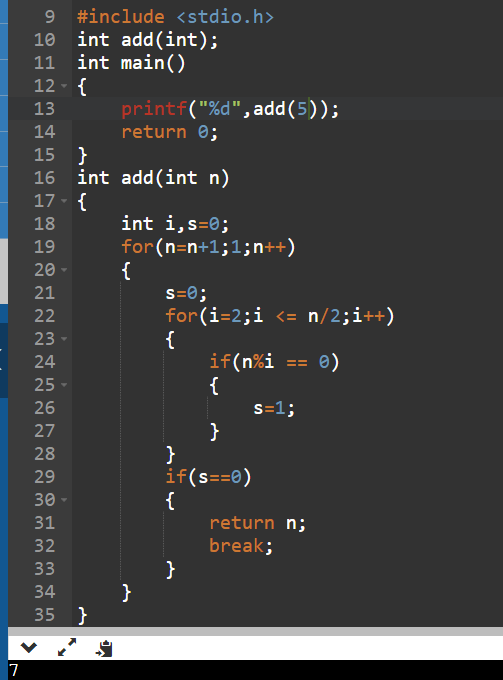 9 #include <stdio.h>
10 int add(int);
11 int main()
12 {
13     printf("%d",add(5));
14     return 0;
15 }
16 int add(int n)
17 {
18     int i,s=0;
19     for(n=n+1;1;n++)
20     {
21         s=0;
22         for(i=2;i <= n/2;i++)
23         {
24             if(n%i == 0)
25             {
26                 s=1;
27             }
28         }
29         if(s==0)
30         {
31             return n;
32             break;
33         }
34     }
35 }
7